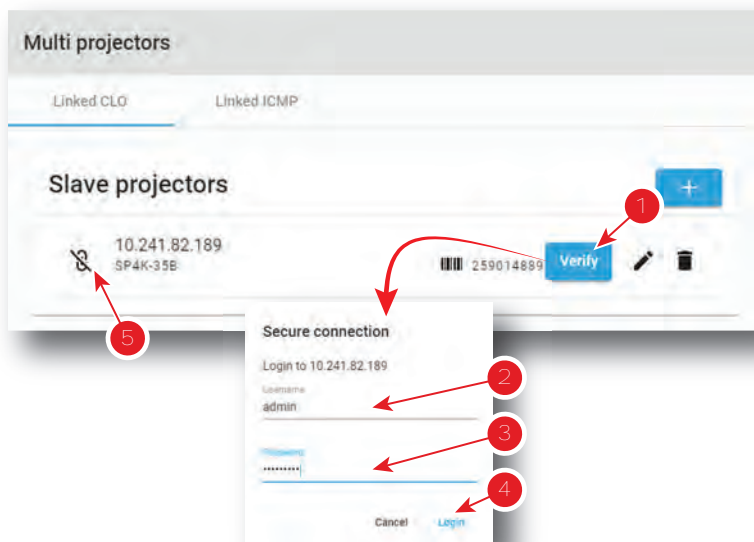 Multi projectors
Linked CLO
Linked ICMP
Slave projectors
+
1
10.241.82.189
SP4K-35B
259014889
Verify
5
Secure connection
Login to 10.241.82.189
Username
admin
2
Password
•••••••••
3
4
Cancel
Login